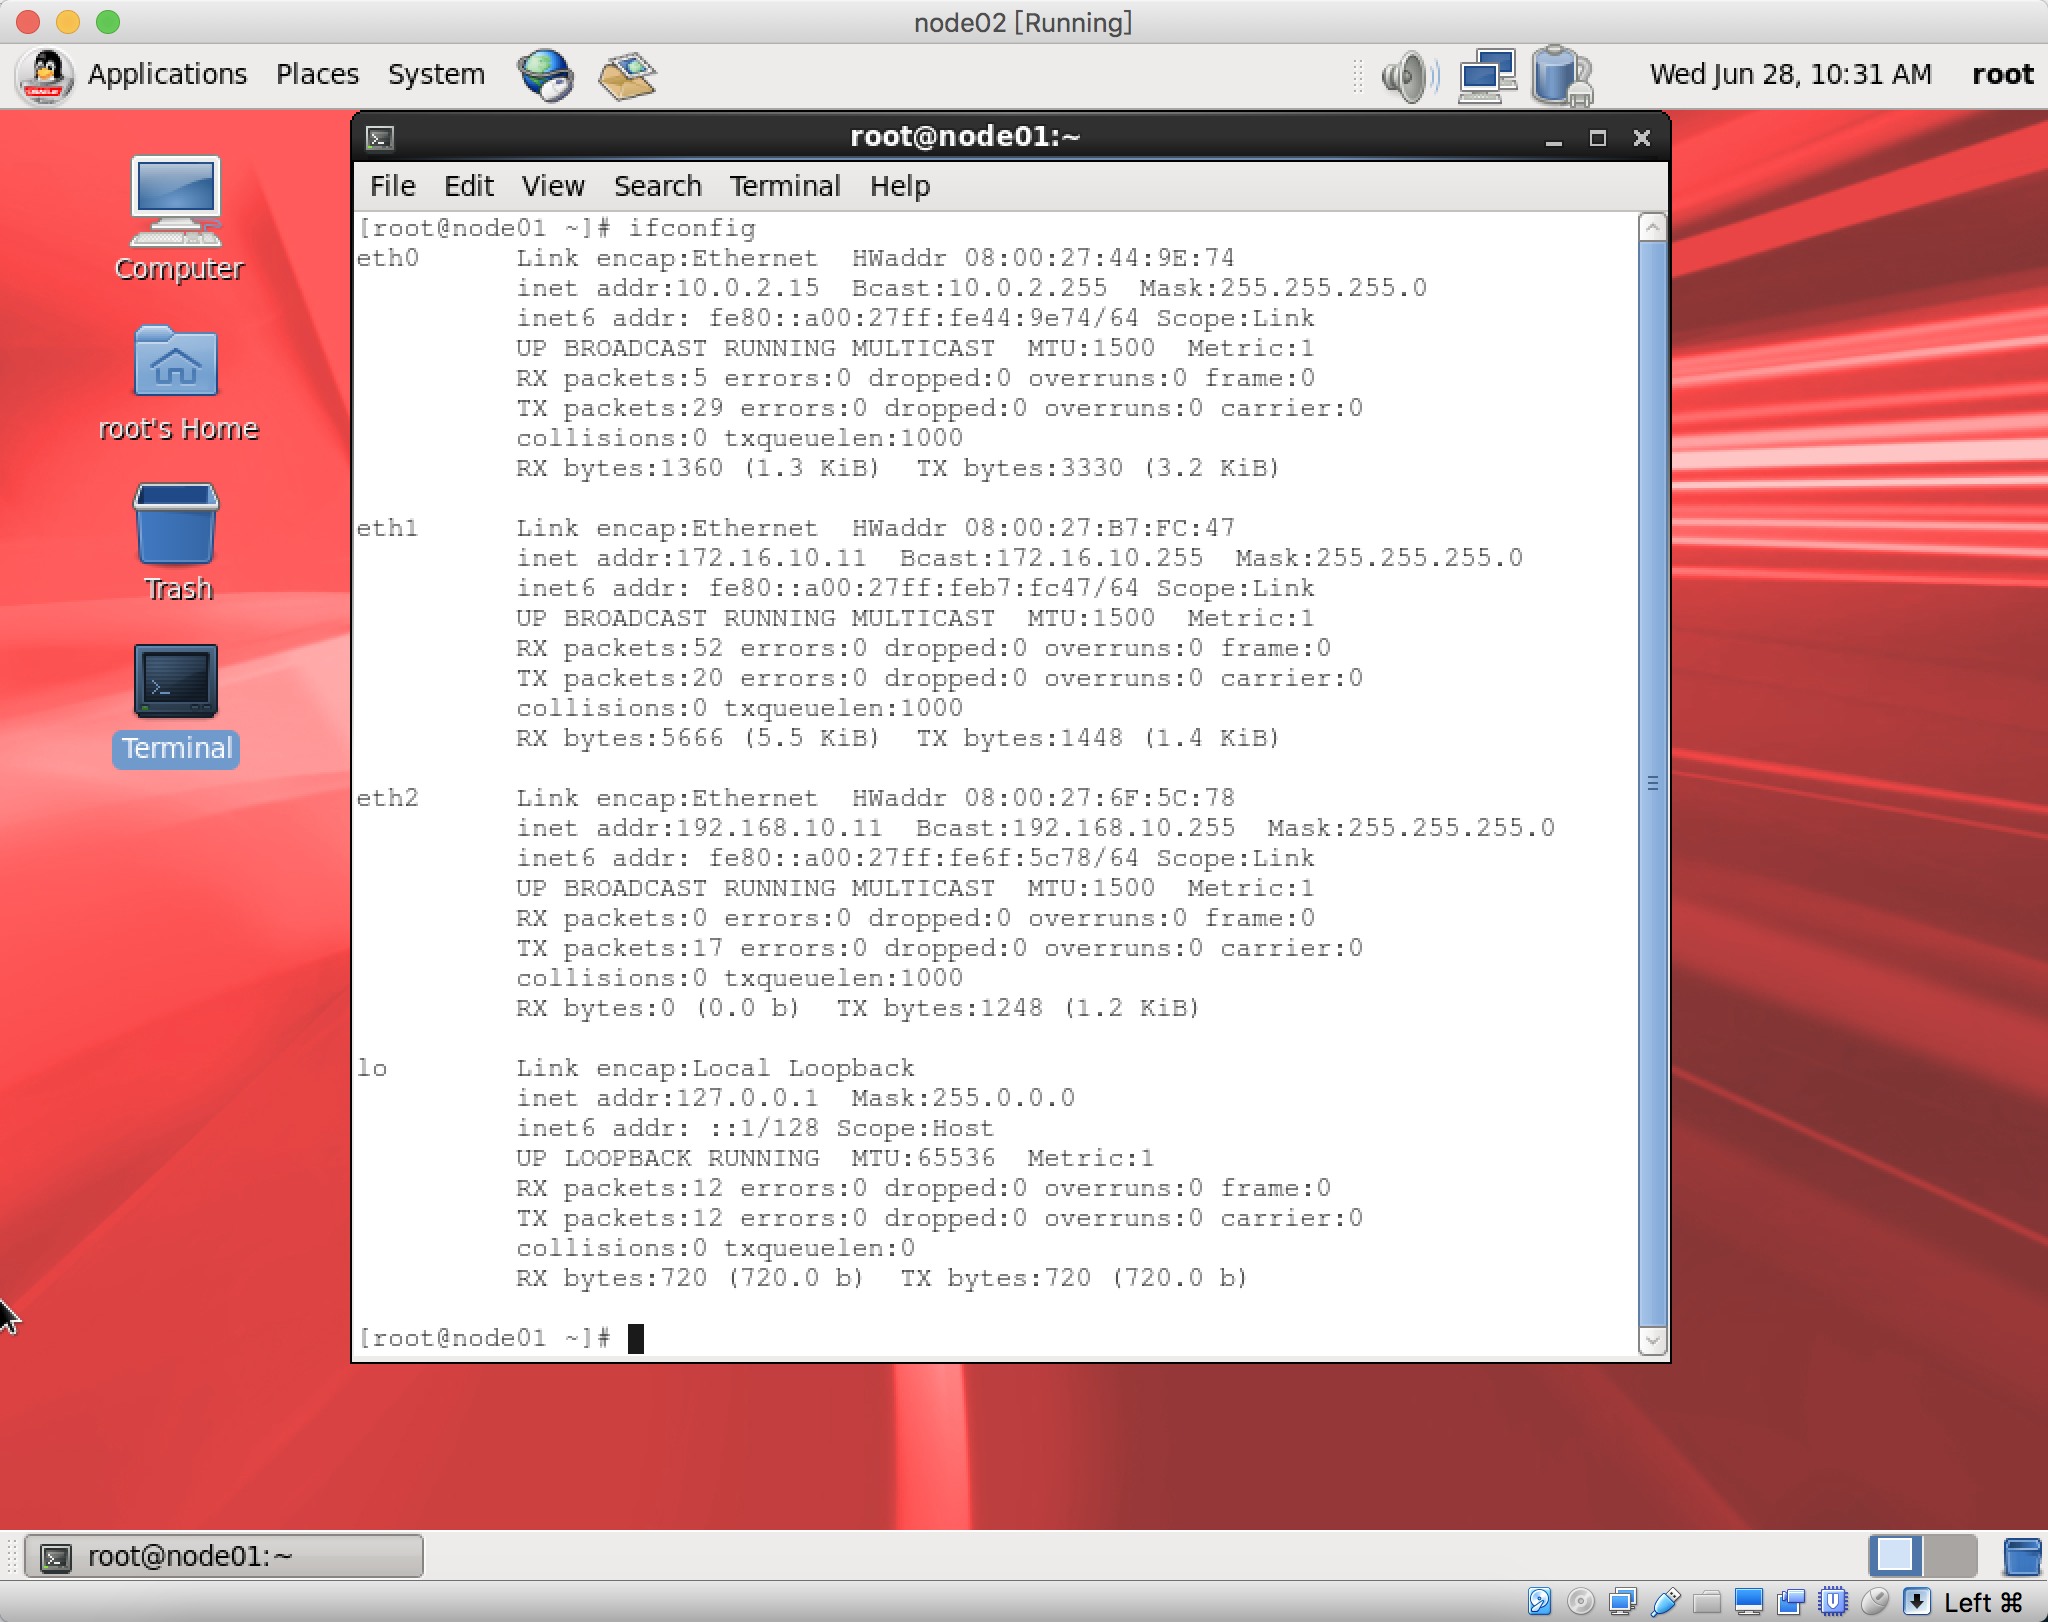 node02 [Running]
Applications Places System Wed Jun 28, 10:31 AM root
root@node01:~
File Edit View Search Terminal Help
Computer
root's Home
Trash
Terminal
[root@node01 ~]# ifconfig
eth0 Link encap:Ethernet HWaddr 08:00:27:44:9E:74
inet addr:10.0.2.15 Bcast:10.0.2.255 Mask:255.255.255.0
inet6 addr: fe80::a00:27ff:fe44:9e74/64 Scope:Link
UP BROADCAST RUNNING MULTICAST MTU:1500 Metric:1
RX packets:5 errors:0 dropped:0 overruns:0 frame:0
TX packets:29 errors:0 dropped:0 overruns:0 carrier:0
collisions:0 txqueuelen:1000
RX bytes:1360 (1.3 KiB) TX bytes:3330 (3.2 KiB)
eth1 Link encap:Ethernet HWaddr 08:00:27:B7:FC:47
inet addr:172.16.10.11 Bcast:172.16.10.255 Mask:255.255.255.0
inet6 addr: fe80::a00:27ff:feb7:fc47/64 Scope:Link
UP BROADCAST RUNNING MULTICAST MTU:1500 Metric:1
RX packets:52 errors:0 dropped:0 overruns:0 frame:0
TX packets:20 errors:0 dropped:0 overruns:0 carrier:0
collisions:0 txqueuelen:1000
RX bytes:5666 (5.5 KiB) TX bytes:1448 (1.4 KiB)
eth2 Link encap:Ethernet HWaddr 08:00:27:6F:5C:78
inet addr:192.168.10.11 Bcast:192.168.10.255 Mask:255.255.255.0
inet6 addr: fe80::a00:27ff:fe6f:5c78/64 Scope:Link
UP BROADCAST RUNNING MULTICAST MTU:1500 Metric:1
RX packets:0 errors:0 dropped:0 overruns:0 frame:0
TX packets:17 errors:0 dropped:0 overruns:0 carrier:0
collisions:0 txqueuelen:1000
RX bytes:0 (0.0 b) TX bytes:1248 (1.2 KiB)
lo Link encap:Local Loopback
inet addr:127.0.0.1 Mask:255.0.0.0
inet6 addr: ::1/128 Scope:Host
UP LOOPBACK RUNNING MTU:65536 Metric:1
RX packets:12 errors:0 dropped:0 overruns:0 frame:0
TX packets:12 errors:0 dropped:0 overruns:0 carrier:0
collisions:0 txqueuelen:0
RX bytes:720 (720.0 b) TX bytes:720 (720.0 b)
[root@node01 ~]#
root@node01:~
Left ⌘